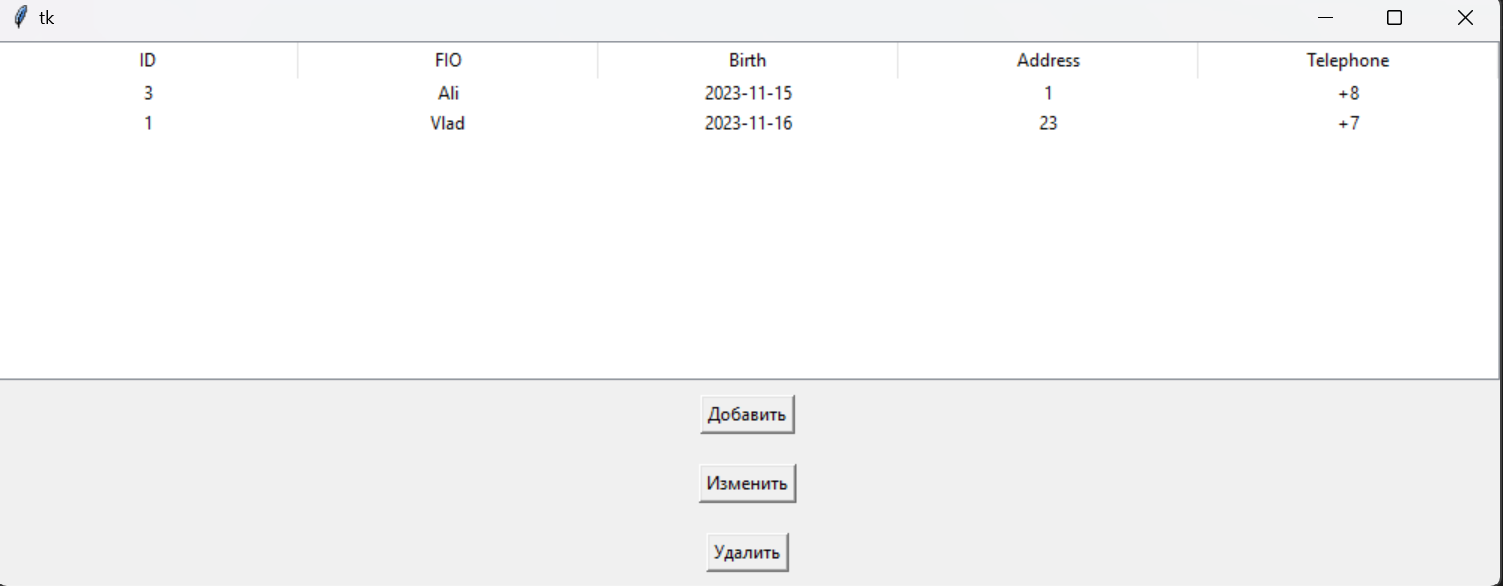 tk
ID FIO Birth Address Telephone
3 Ali 2023-11-15 1 +8
1 Vlad 2023-11-16 23 +7
Добавить
Изменить
Удалить